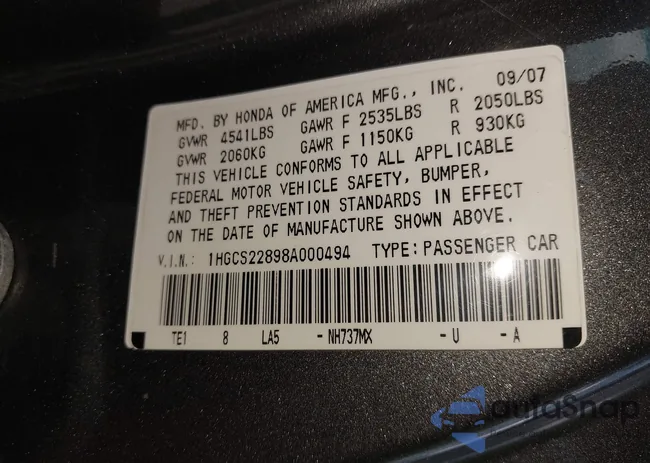 MFD. BY HONDA OF AMERICA MFG., INC. 09/07
GVWR 4541LBS GAWR F 2535LBS R 2050LBS
GVWR 2060KG GAWR F 1150KG R 930KG
THIS VEHICLE CONFORMS TO ALL APPLICABLE
FEDERAL MOTOR VEHICLE SAFETY, BUMPER,
AND THEFT PREVENTION STANDARDS IN EFFECT
ON THE DATE OF MANUFACTURE SHOWN ABOVE.
V.I.N.: 1HGCS22898A000494 TYPE: PASSENGER CAR
TE1 8 LA5 -NH737MX -U -A
autoSnap